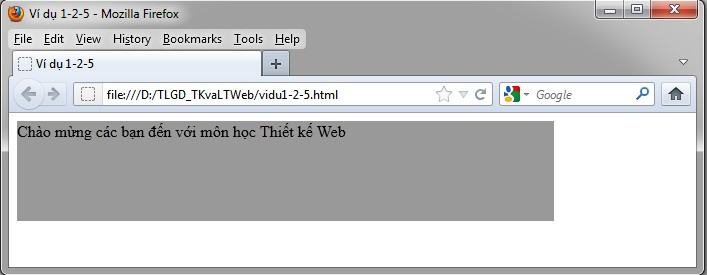 Ví dụ 1-2-5 - Mozilla Firefox
File Edit View History Bookmarks Tools Help
Ví dụ 1-2-5
file:///D:/TLGD_TKvaLTWeb/vidu1-2-5.html
Google
Chào mừng các bạn đến với môn học Thiết kế Web